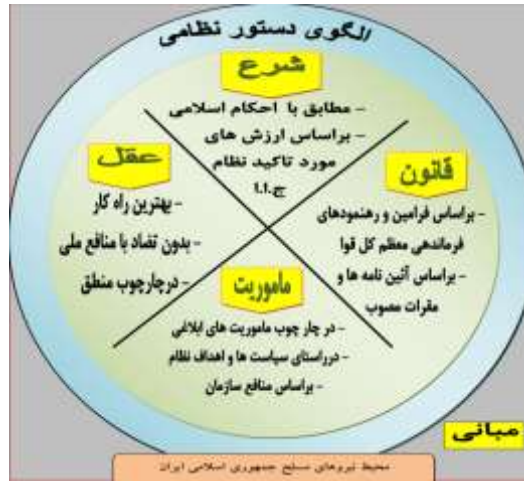 الگوی دستور نظامی
شرع
- مطابق با احکام اسلامی
- براساس ارزش های
مورد تاکید نظام
ج.ا.ا
عقل
- بهترین راه کار
- بدون تضاد با منافع ملی
- درچارچوب منطق
قانون
- براساس فرامین و رهنمودهای
فرماندهی معظم کل قوا
- براساس آئین نامه ها و
مقررات مصوب
ماموریت
- در چار چوب ماموریت های ابلاغی
- درراستای سیاست ها و اهداف نظام
- براساس منافع سازمان
مبانی
محیط نیروهای مسلح جمهوری اسلامی ایران